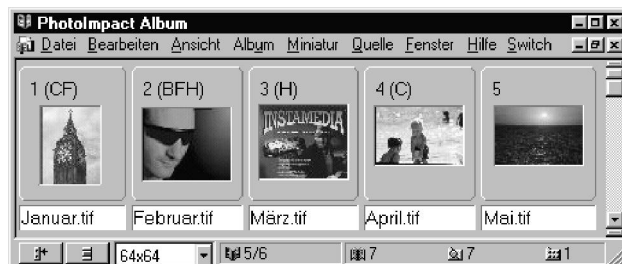 PhotoImpact Album
Datei Bearbeiten Ansicht Album Miniatur Quelle Fenster Hilfe Switch
1 (CF) 2 (BFH) 3 (H) 4 (C) 5
INSTAMEDIA
Januar.tif Februar.tif März.tif April.tif Mai.tif
64x64 5/6 7 7 1